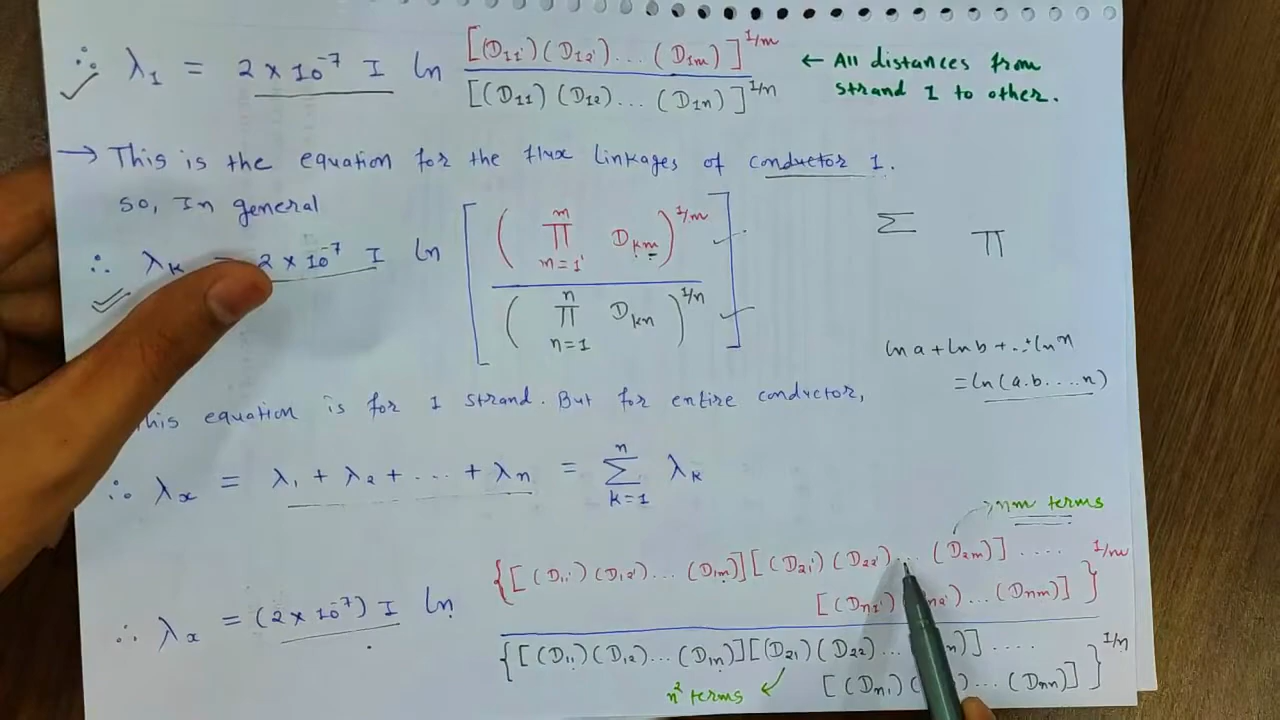 ∴ λ₁ = 2 × 10⁻⁷ I ln [(D₁₁')(D₁₂')...(D₁ₘ)]^1/m / [(D₁₁)(D₁₂)...(D₁ₙ)]^1/n ← All distances from
strand 1 to other.
→ This is the equation for the flux linkages of conductor 1.
so, In general
∴ λₖ = 2 × 10⁻⁷ I ln [ ( ∏ m m=1' Dₖₘ )^1/m / ( ∏ n n=1 Dₖₙ )^1/n ]
Σ π
ln a + ln b + ... + ln n
= ln (a.b....n)
This equation is for 1 strand. But for entire conductor,
∴ λₓ = λ₁ + λ₂ + ... + λₙ = Σ n k=1 λₖ
→ nm terms
∴ λₓ = (2 × 10⁻⁷) I ln {[(D₁₁')(D₁₂')...(D₁ₘ)][(D₂₁')(D₂₂')...(D₂ₘ)]....
[(Dₙ₁')...(Dₙₘ)]}^1/m
{[(D₁₁)(D₁₂)...(D₁ₙ)][(D₂₁)(D₂₂)...]....
[(Dₙ₁)...(Dₙₙ)]}^1/n
n² terms